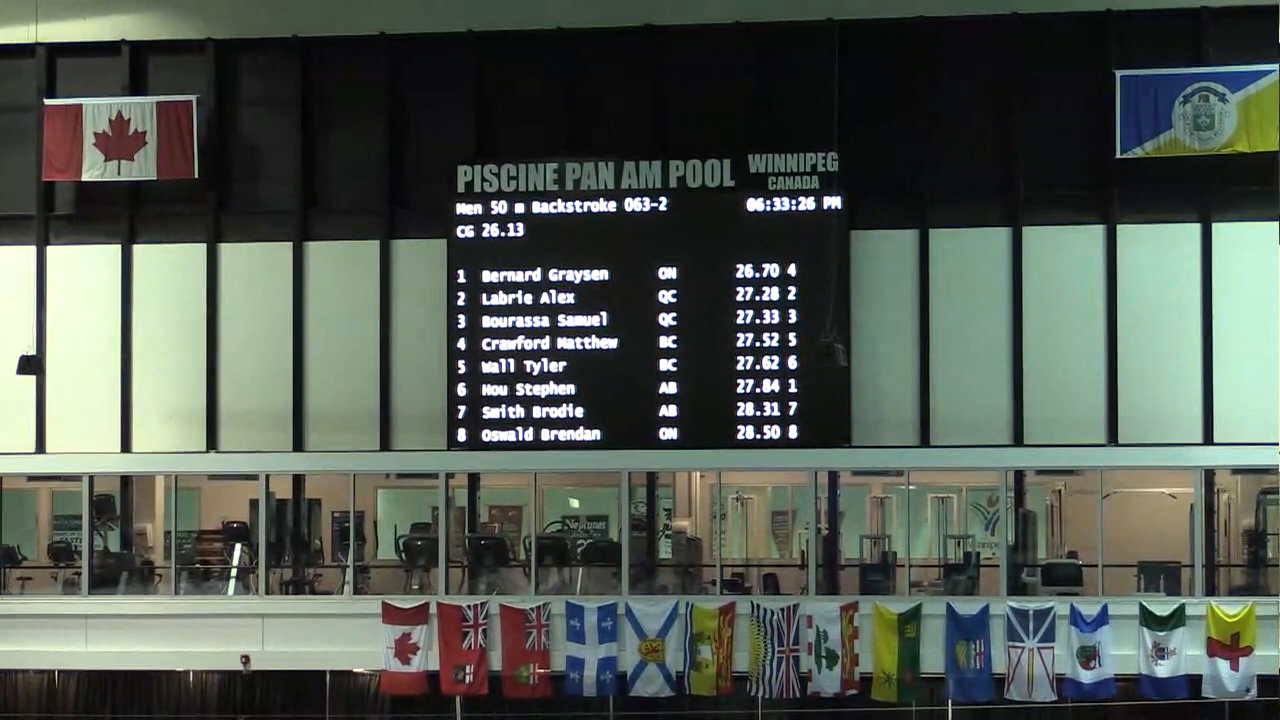 PISCINE PAN AM POOL WINNIPEG CANADA
Men 50 m Backstroke 063-2 06:33:26 PM
CG 26.13
1 Bernard Graysen ON 26.70 4
2 Labrie Alex QC 27.28 2
3 Bourassa Samuel QC 27.33 3
4 Crawford Matthew BC 27.52 5
5 Wall Tyler BC 27.62 6
6 Hou Stephen AB 27.84 1
7 Smith Brodie AB 28.31 7
8 Oswald Brendan ON 28.50 8
Neptunes